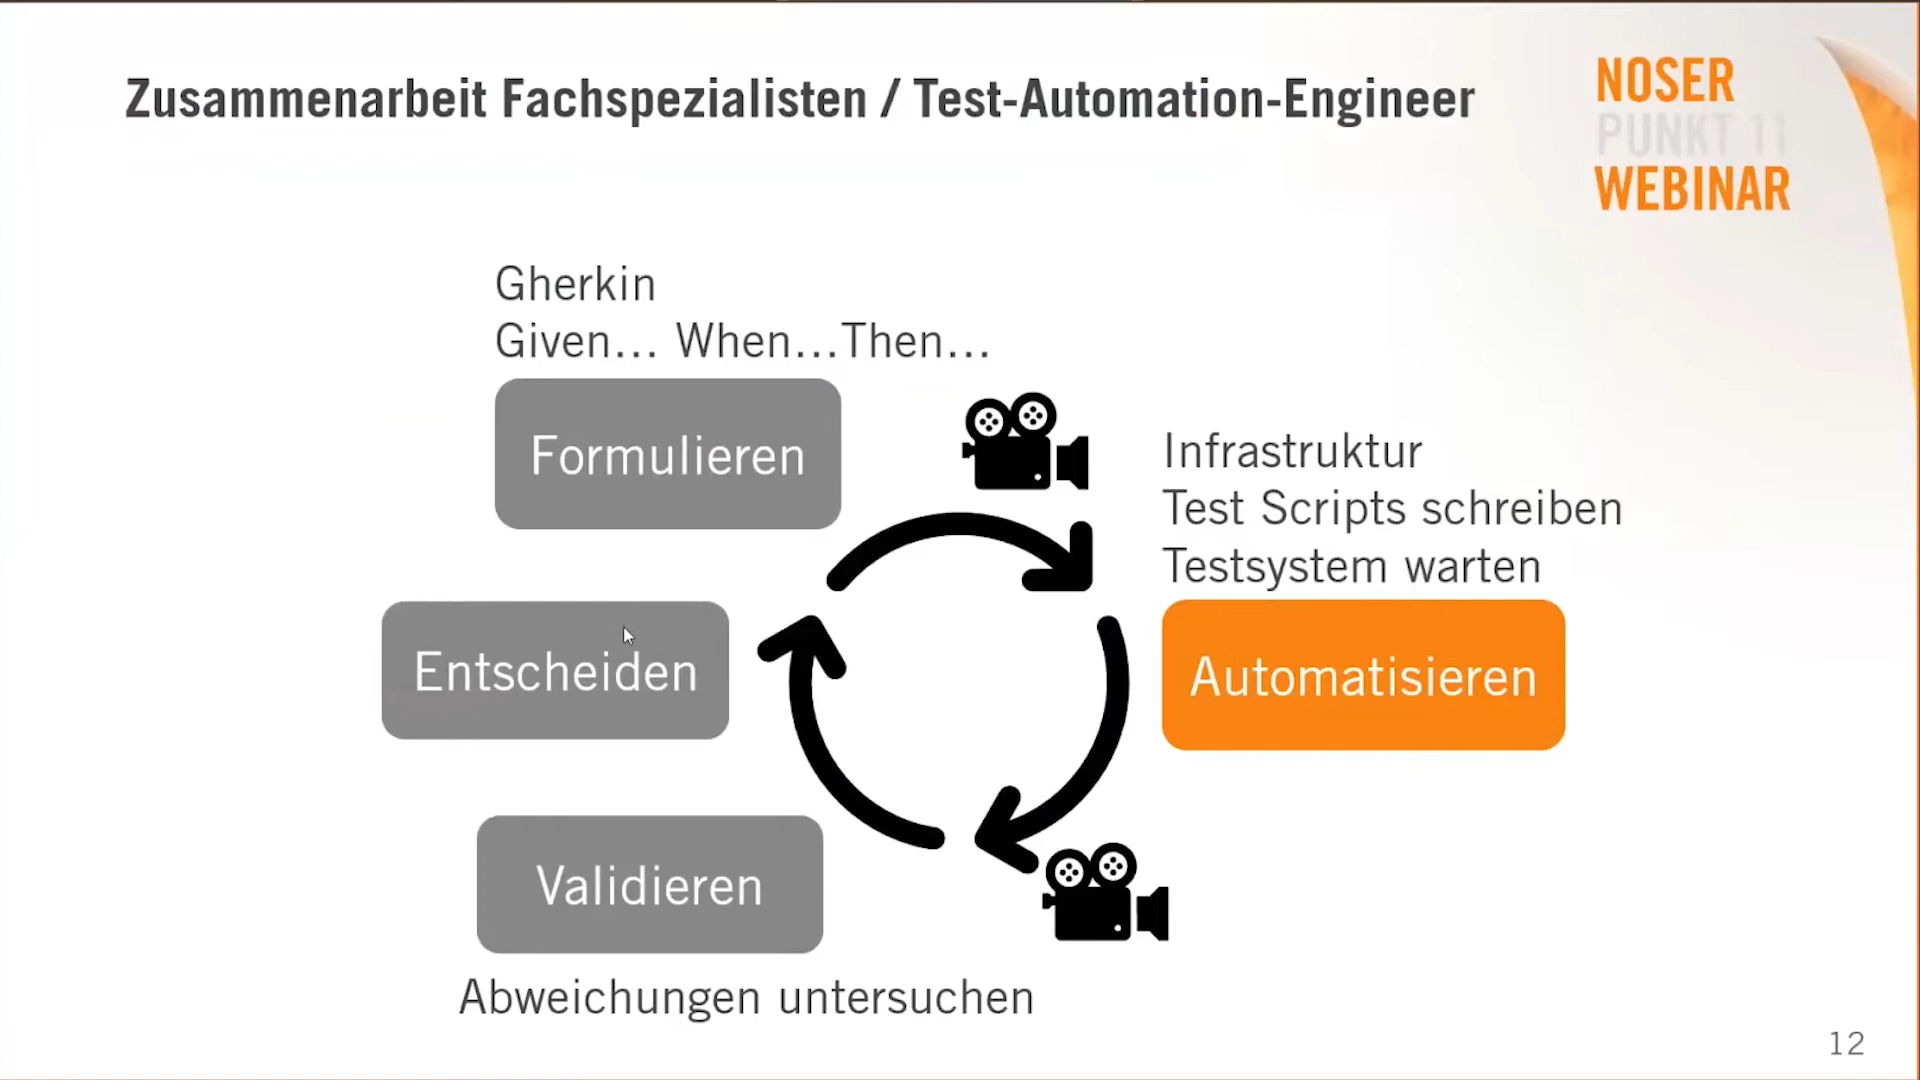 Zusammenarbeit Fachspezialisten / Test-Automation-Engineer
NOSER
PUNKT 11
WEBINAR
Gherkin
Given… When…Then…
Formulieren
Infrastruktur
Test Scripts schreiben
Testsystem warten
Automatisieren
Entscheiden
Validieren
Abweichungen untersuchen
12